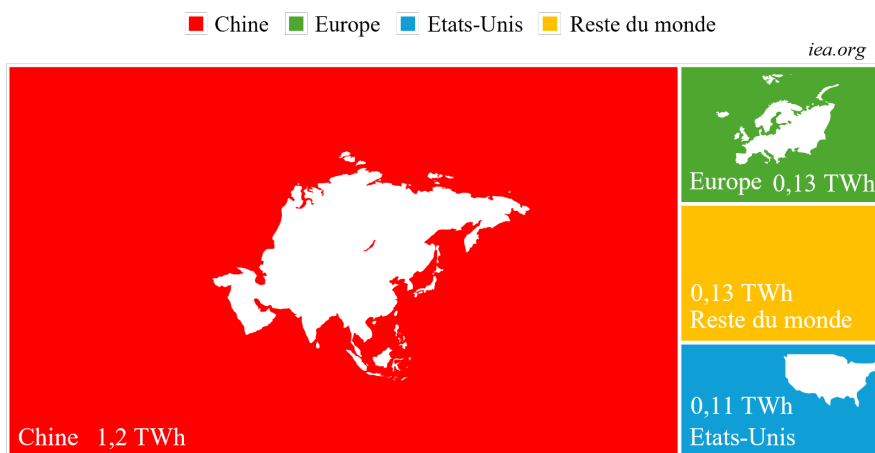 Chine Europe Etats-Unis Reste du monde
iea.org
Europe 0,13 TWh
0,13 TWh
Reste du monde
0,11 TWh
Etats-Unis
Chine 1,2 TWh